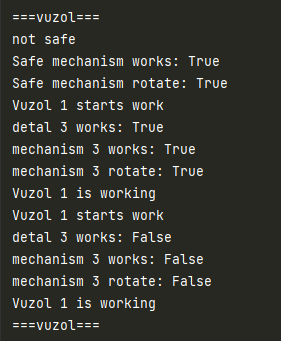 ===vuzol===
not safe
Safe mechanism works: True
Safe mechanism rotate: True
Vuzol 1 starts work
detal 3 works: True
mechanism 3 works: True
mechanism 3 rotate: True
Vuzol 1 is working
Vuzol 1 starts work
detal 3 works: False
mechanism 3 works: False
mechanism 3 rotate: False
Vuzol 1 is working
===vuzol===